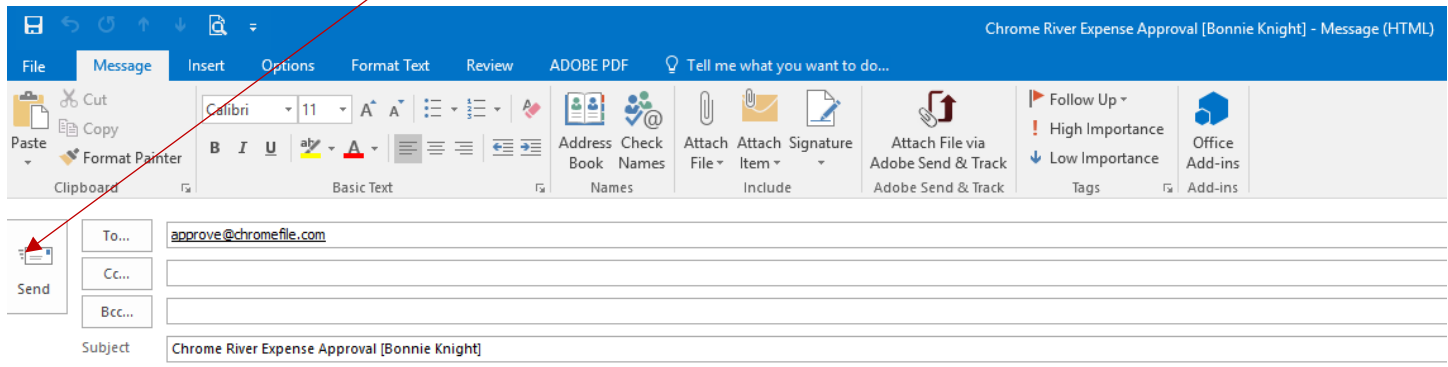 Chrome River Expense Approval [Bonnie Knight] - Message (HTML)
File Message Insert Options Format Text Review ADOBE PDF Tell me what you want to do...
Cut
Copy
Format Painter
Paste
Clipboard
Calibri 11
B I U aby A
Basic Text
Address Book
Check Names
Names
Attach File
Attach Item
Signature
Include
Attach File via
Adobe Send & Track
Adobe Send & Track
Follow Up
High Importance
Low Importance
Tags
Office
Add-ins
Add-ins
Send
To... approve@chromefile.com
Cc...
Bcc...
Subject Chrome River Expense Approval [Bonnie Knight]